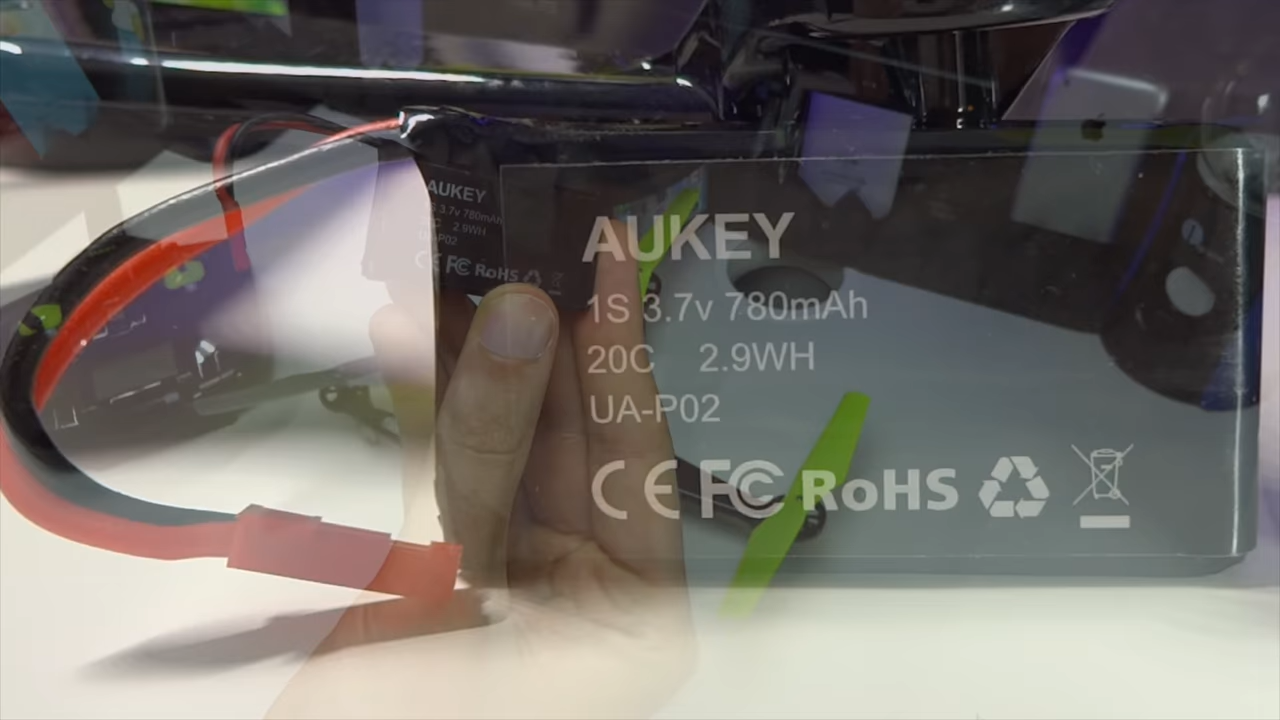 AUKEY
1S 3.7v 780mAh
20C 2.9WH
UA-P02
CE FC RoHS
AUKEY
3.7v 780mAh
2.9WH
UA-P02
CE FC RoHS